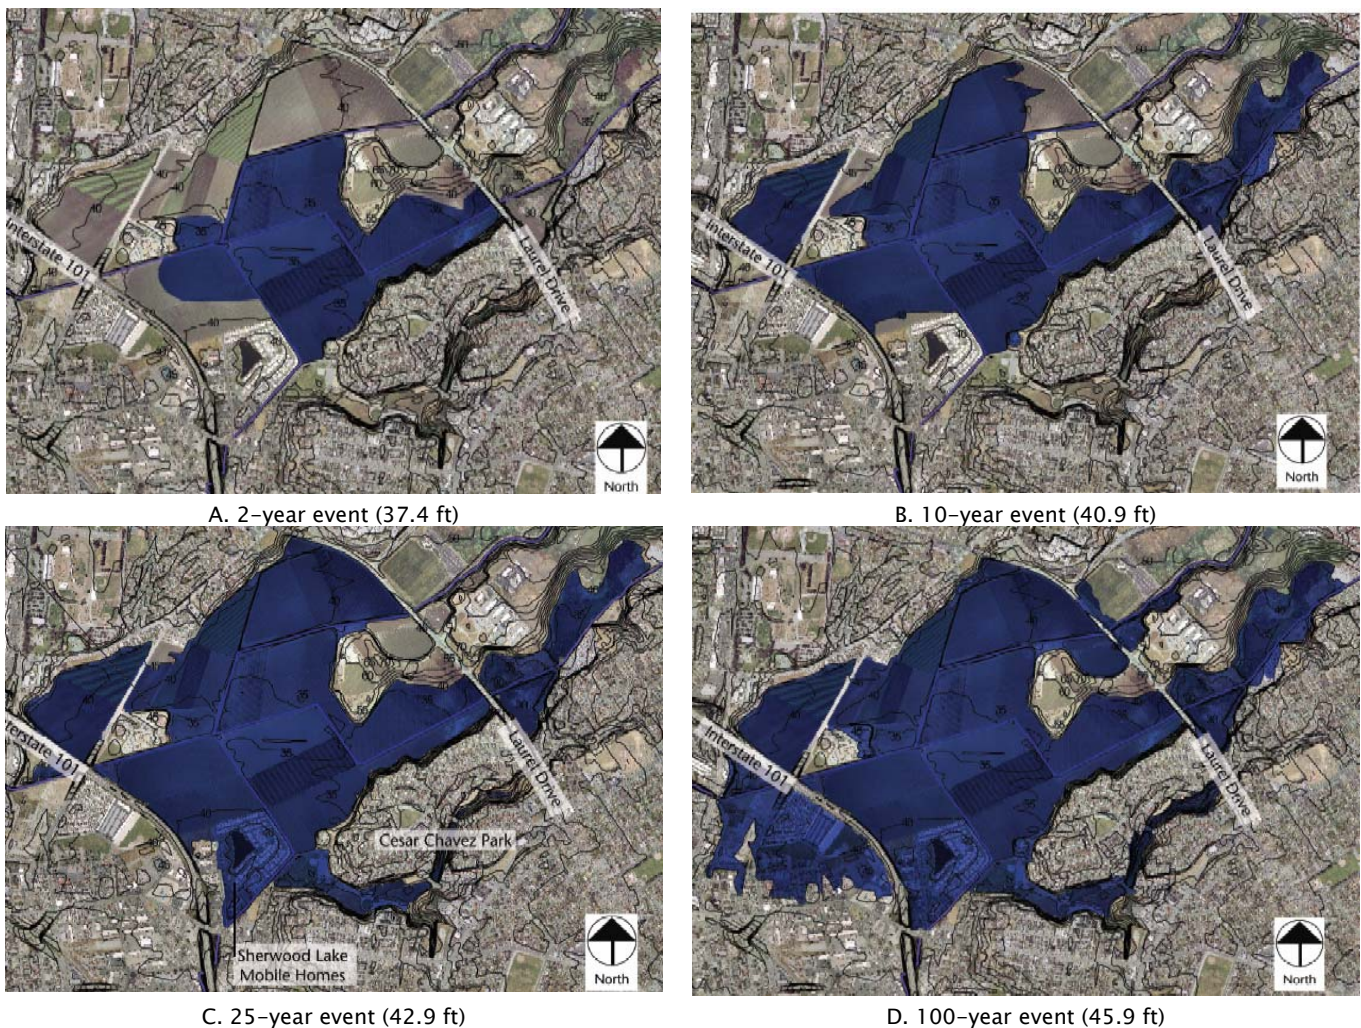 Interstate 101
Laurel Drive
North
A. 2-year event (37.4 ft)
Interstate 101
Laurel Drive
North
B. 10-year event (40.9 ft)
erstate 101
Laurel Drive
Cesar Chavez Park
Sherwood Lake
Mobile Homes
North
C. 25-year event (42.9 ft)
Interstate 101
Laurel Drive
North
D. 100-year event (45.9 ft)